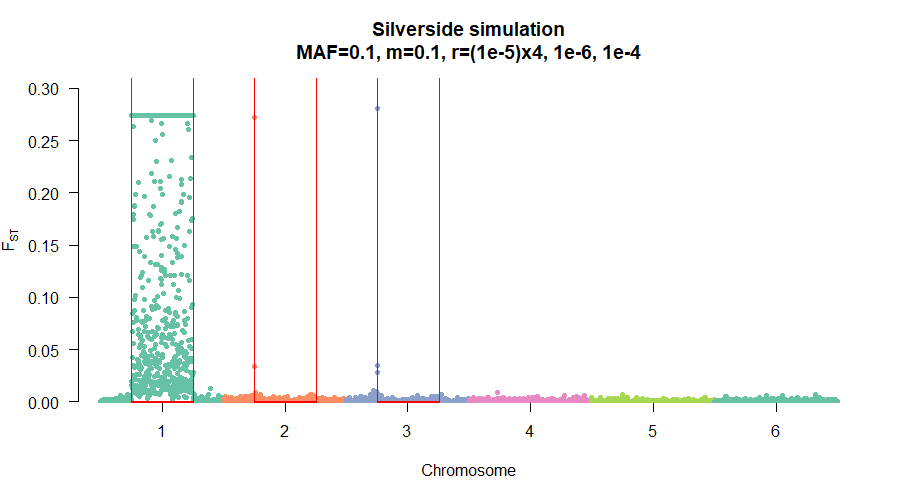 Silverside simulation
MAF=0.1, m=0.1, r=(1e-5)x4, 1e-6, 1e-4
0.30
0.25
0.20
0.15
0.10
0.05
0.00
FST
1 2 3 4 5 6
Chromosome